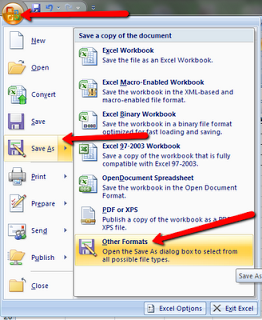 Save a copy of the document
New
Open
Convert
Save
Save As
Print
Prepare
Send
Publish
Close
Excel Workbook
Save the file as an Excel Workbook.
Excel Macro-Enabled Workbook
Save the workbook in the XML-based and
macro-enabled file format.
Excel Binary Workbook
Save the workbook in a binary file format
optimized for fast loading and saving.
Excel 97-2003 Workbook
Save a copy of the workbook that is fully
compatible with Excel 97-2003.
OpenDocument Spreadsheet
Save the workbook in the Open Document
Format.
PDF or XPS
Publish a copy of the workbook as a PDF
XPS file.
Other Formats
Open the Save As dialog box to select from
all possible file types.
Save As
Excel Options
Exit Excel